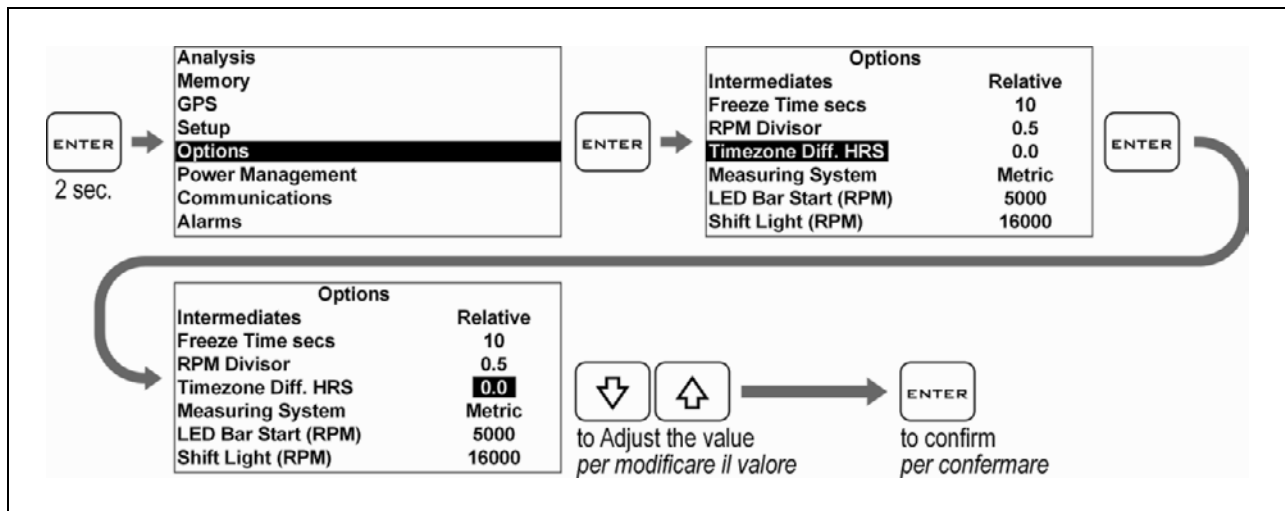 ENTER
2 sec.
Analysis
Memory
GPS
Setup
Options
Power Management
Communications
Alarms
ENTER
Options
Intermediates Relative
Freeze Time secs 10
RPM Divisor 0.5
Timezone Diff. HRS 0.0
Measuring System Metric
LED Bar Start (RPM) 5000
Shift Light (RPM) 16000
ENTER
Options
Intermediates Relative
Freeze Time secs 10
RPM Divisor 0.5
Timezone Diff. HRS 0.0
Measuring System Metric
LED Bar Start (RPM) 5000
Shift Light (RPM) 16000
to Adjust the value
per modificare il valore
ENTER
to confirm
per confermare